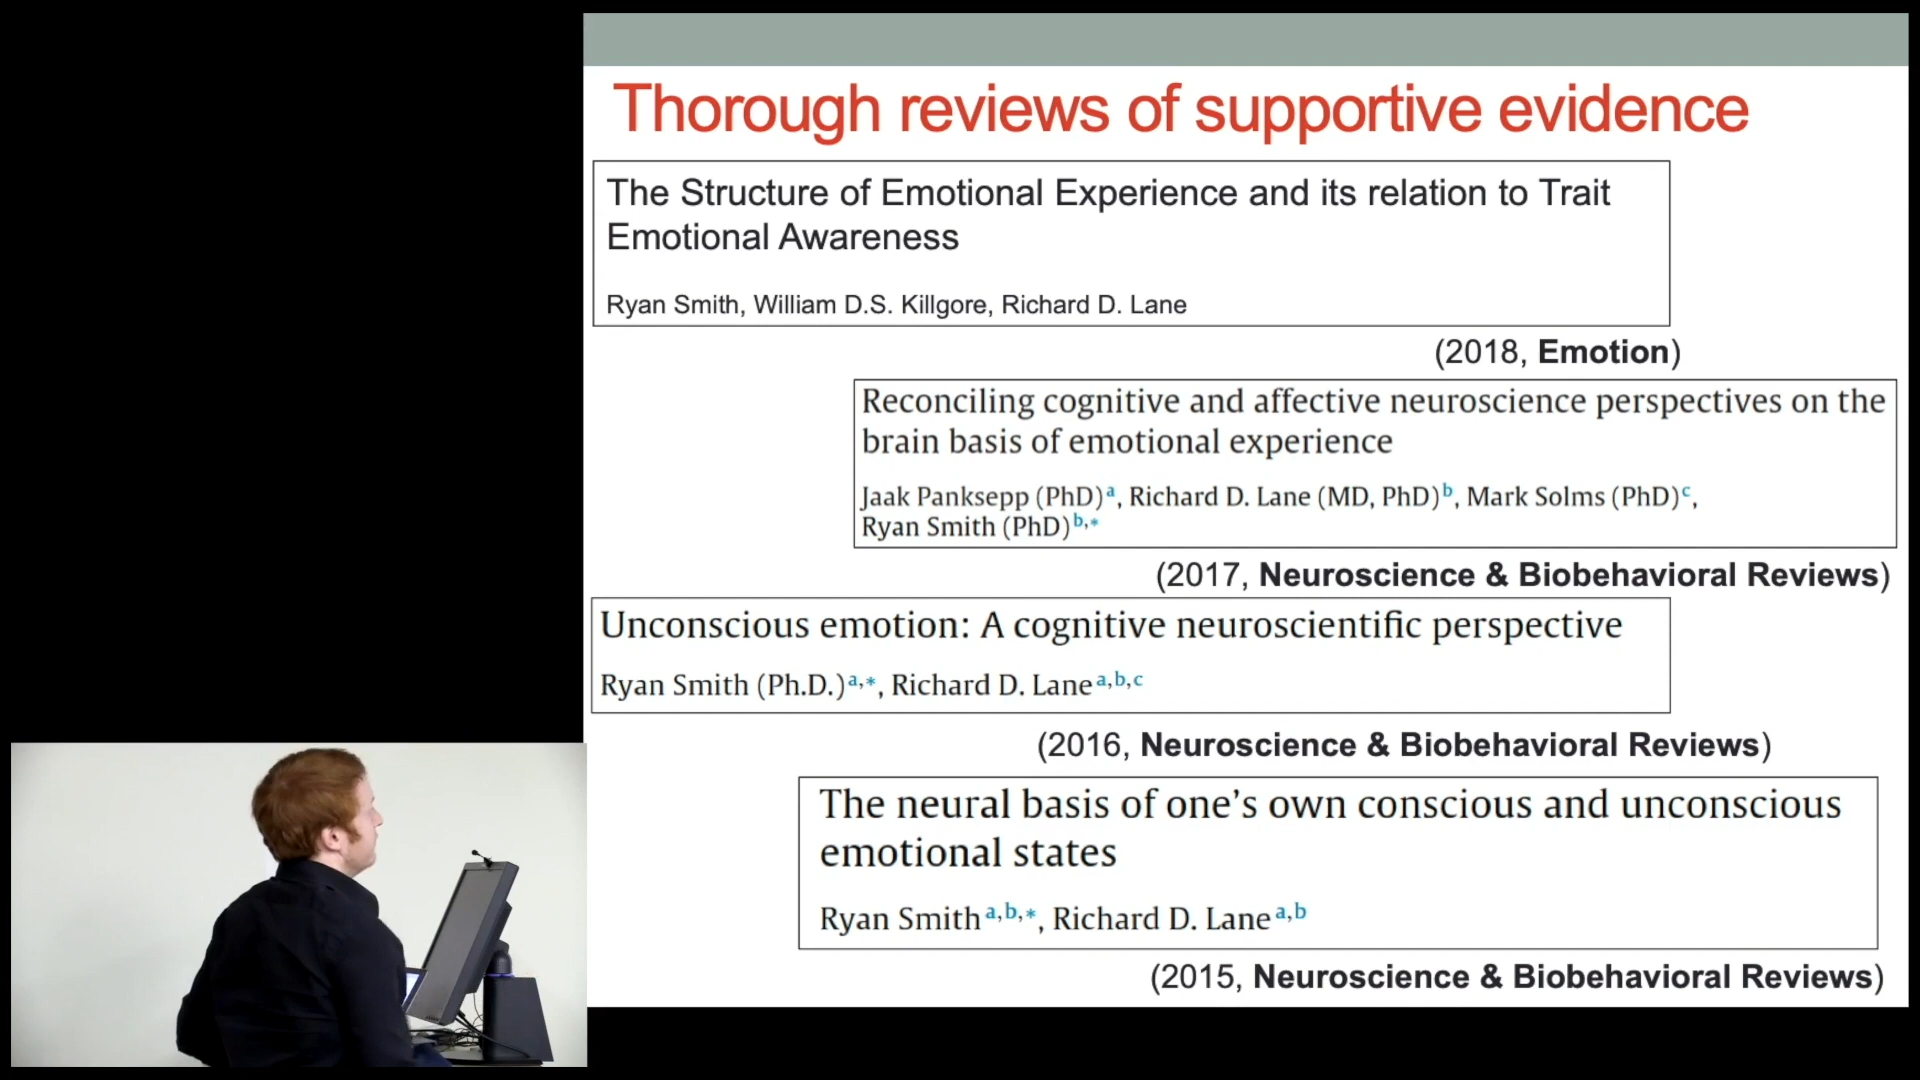 Thorough reviews of supportive evidence
The Structure of Emotional Experience and its relation to Trait
Emotional Awareness
Ryan Smith, William D.S. Killgore, Richard D. Lane
(2018, Emotion)
Reconciling cognitive and affective neuroscience perspectives on the
brain basis of emotional experience
Jaak Panksepp (PhD)a, Richard D. Lane (MD, PhD)b, Mark Solms (PhD)c,
Ryan Smith (PhD)b,*
(2017, Neuroscience & Biobehavioral Reviews)
Unconscious emotion: A cognitive neuroscientific perspective
Ryan Smith (Ph.D.)a,*, Richard D. Lane a,b,c
(2016, Neuroscience & Biobehavioral Reviews)
The neural basis of one’s own conscious and unconscious
emotional states
Ryan Smith a,b,*, Richard D. Lane a,b
(2015, Neuroscience & Biobehavioral Reviews)